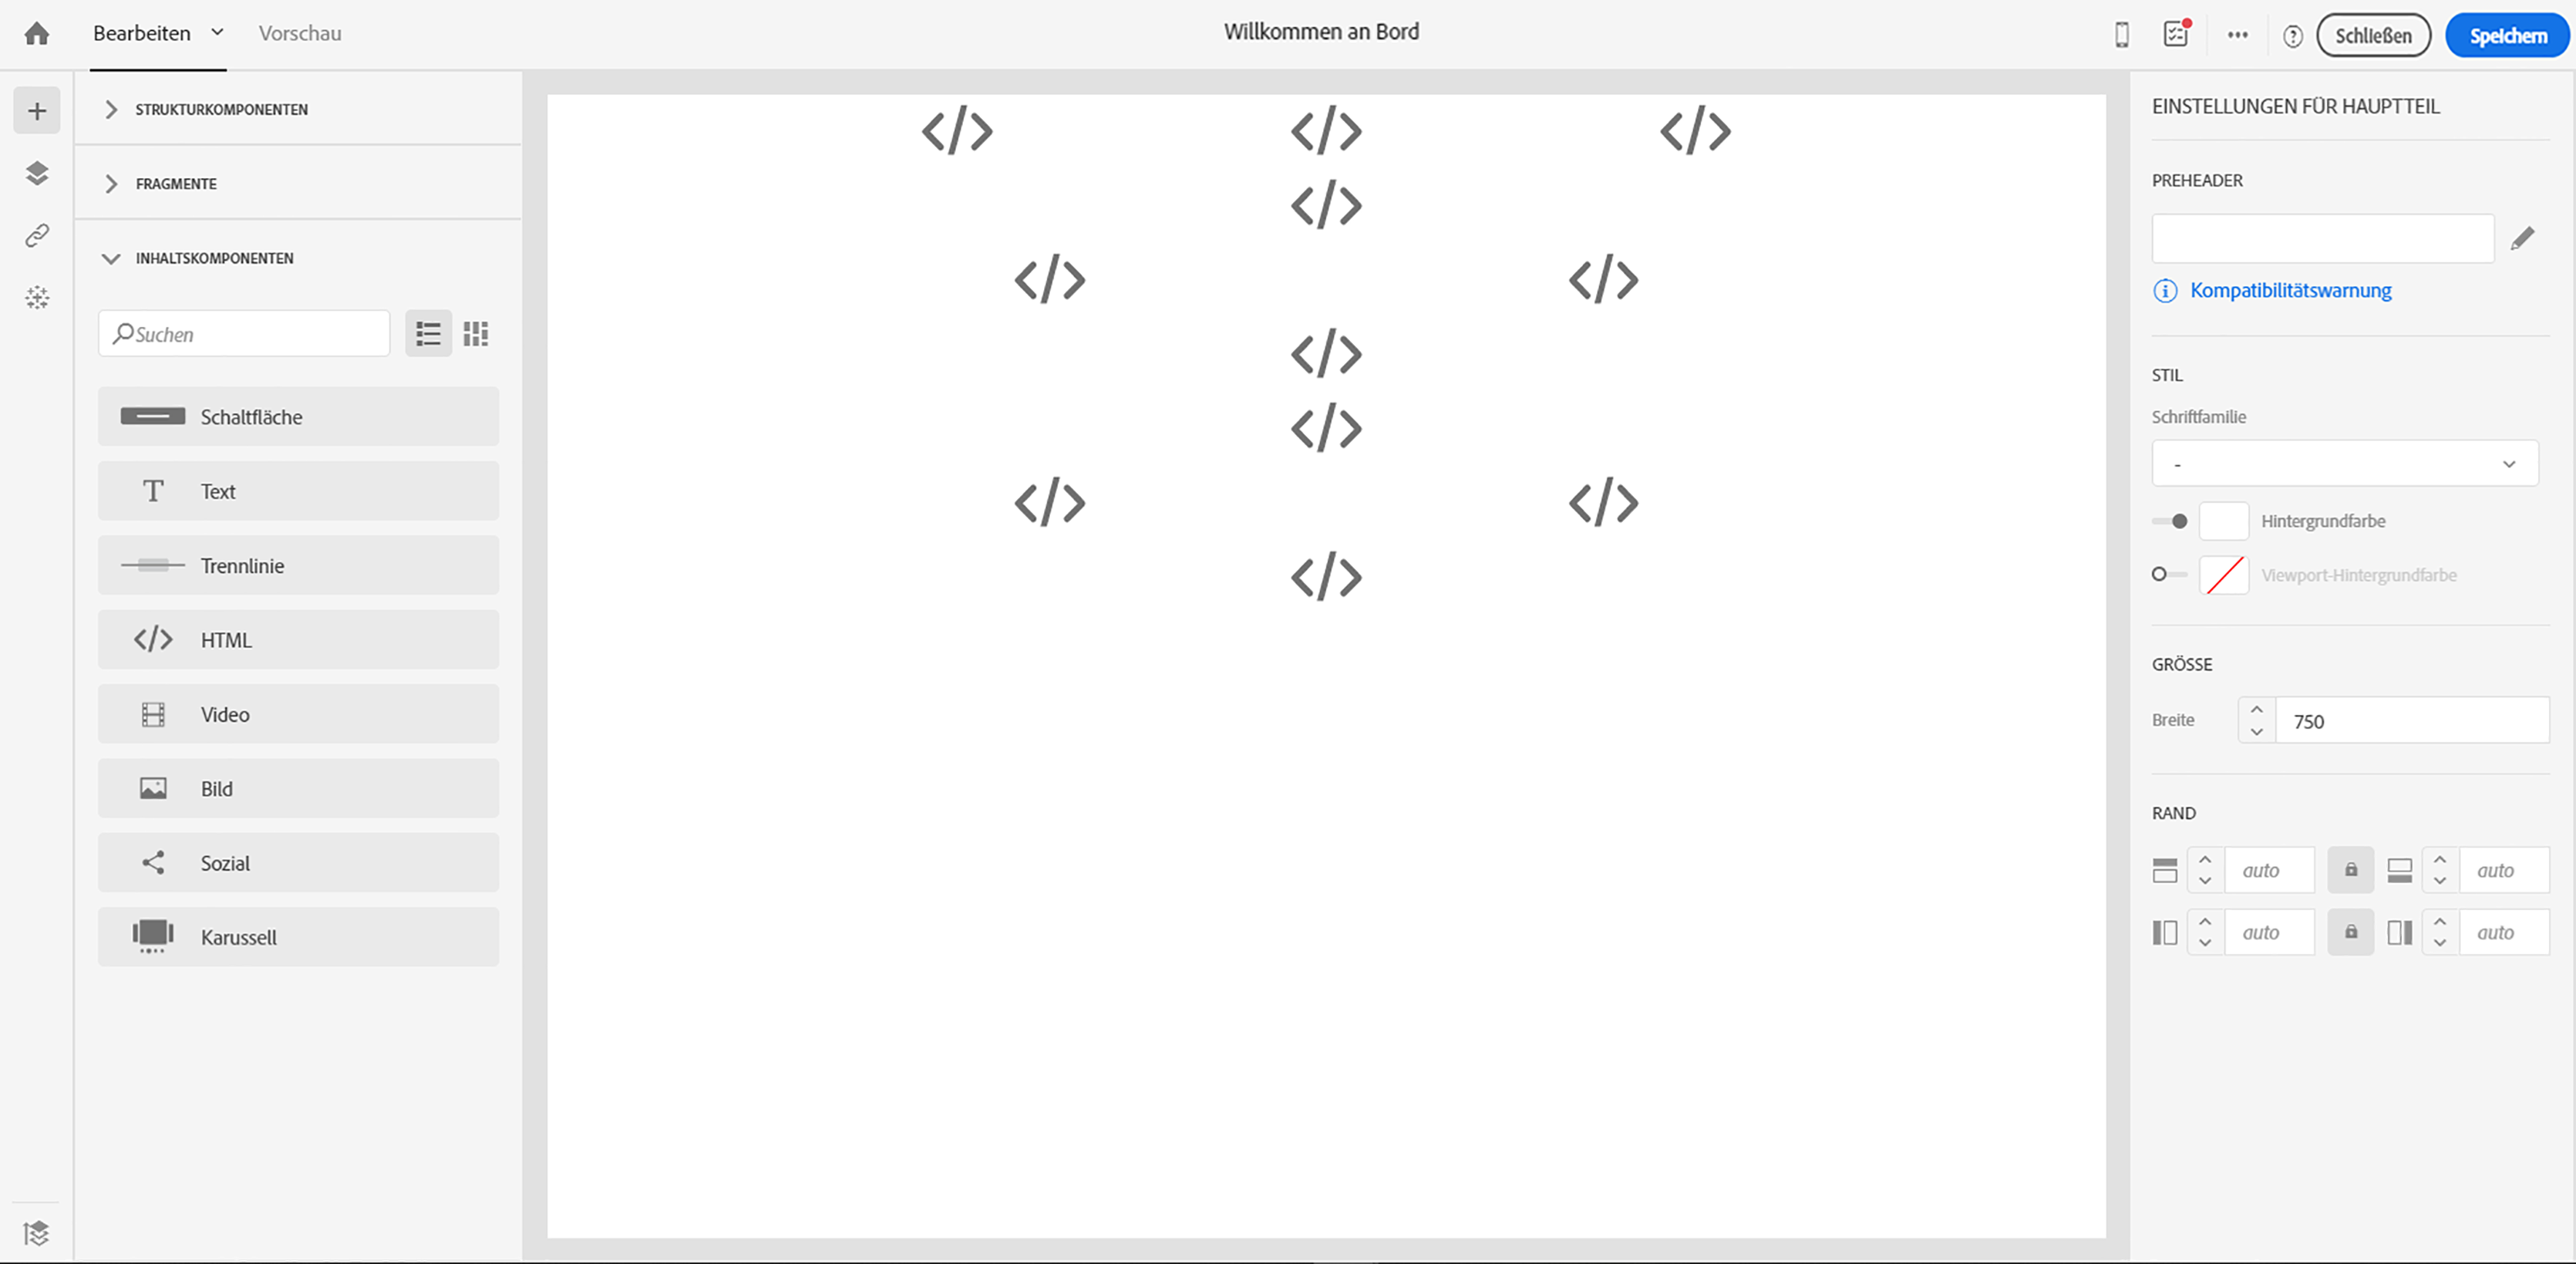 Bearbeiten Vorschau Willkommen an Bord Schließen Speichern
STRUKTURKOMPONENTEN
FRAGMENTE
INHALTSKOMPONENTEN
Suchen
Schaltfläche
Text
Trennlinie
HTML
Video
Bild
Sozial
Karussell
EINSTELLUNGEN FÜR HAUPTTEIL
PREHEADER
Kompatibilitätswarnung
STIL
Schriftfamilie
-
Hintergrundfarbe
Viewport-Hintergrundfarbe
GRÖSSE
Breite 750
RAND
auto auto
auto auto